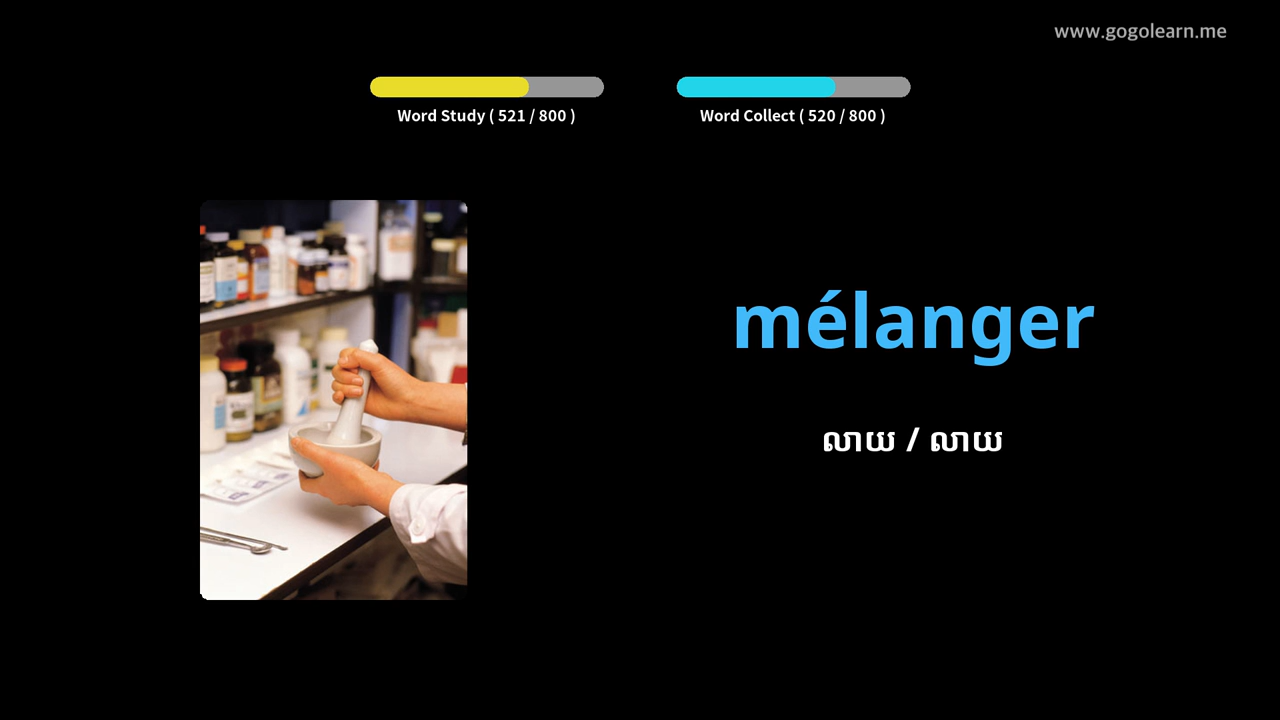 www.gogolearn.me
Word Study ( 521 / 800 )
Word Collect ( 520 / 800 )
mélanger
លាយ / លាយ